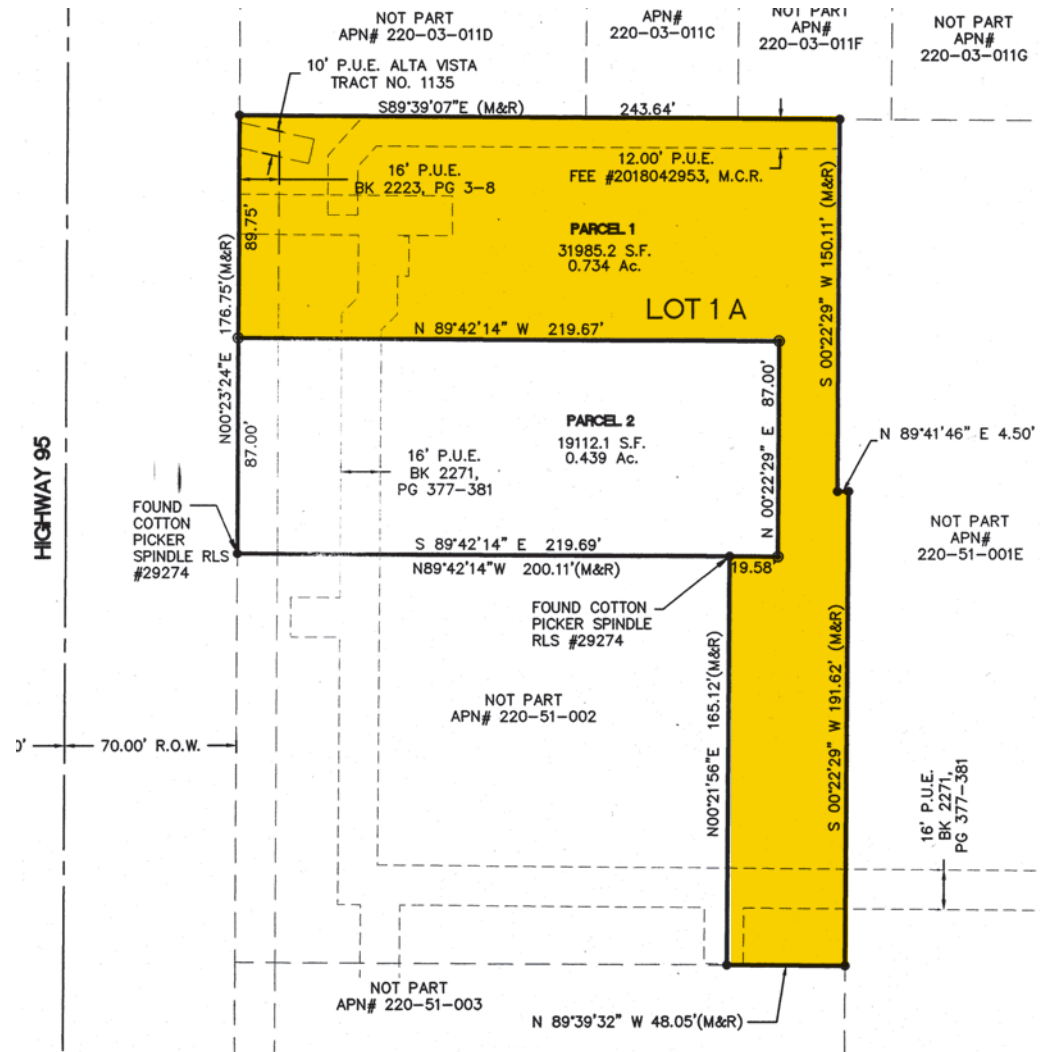 NOT PART
APN# 220-03-011D
APN#
220-03-011C
NOT PART
APN#
220-03-011F
NOT PART
APN#
220-03-011G
10' P.U.E. ALTA VISTA
TRACT NO. 1135
S89°39'07"E (M&R) 243.64'
16' P.U.E.
BK 2223, PG 3-8
12.00' P.U.E.
FEE #2018042953, M.C.R.
89.75'
176.75'(M&R)
N00°23'24"E
PARCEL 1
31985.2 S.F.
0.734 Ac.
LOT 1 A
S 00°22'29" W 150.11' (M&R)
N 89°42'14" W 219.67'
87.00'
PARCEL 2
19112.1 S.F.
0.439 Ac.
N 00°22'29" E 87.00'
N 89°41'46" E 4.50'
16' P.U.E.
BK 2271,
PG 377-381
HIGHWAY 95
FOUND
COTTON
PICKER
SPINDLE RLS
#29274
NOT PART
APN#
220-51-001E
S 89°42'14" E 219.69'
N89°42'14"W 200.11'(M&R)
19.58'
FOUND COTTON
PICKER SPINDLE
RLS #29274
N00°21'56"E 165.12'(M&R)
S 00°22'29" W 191.62' (M&R)
NOT PART
APN# 220-51-002
0'
70.00' R.O.W.
16' P.U.E.
BK 2271,
PG 377-381
NOT PART
APN# 220-51-003
N 89°39'32" W 48.05'(M&R)